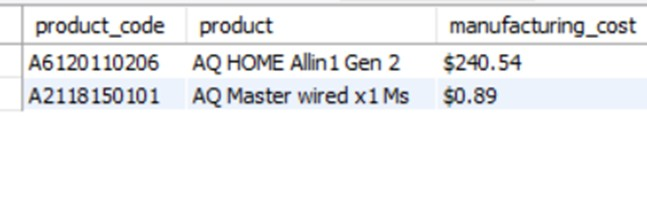 product_code product manufacturing_cost
A6120110206 AQ HOME Allin1 Gen 2 $240.54
A2118150101 AQ Master wired x1 Ms $0.89